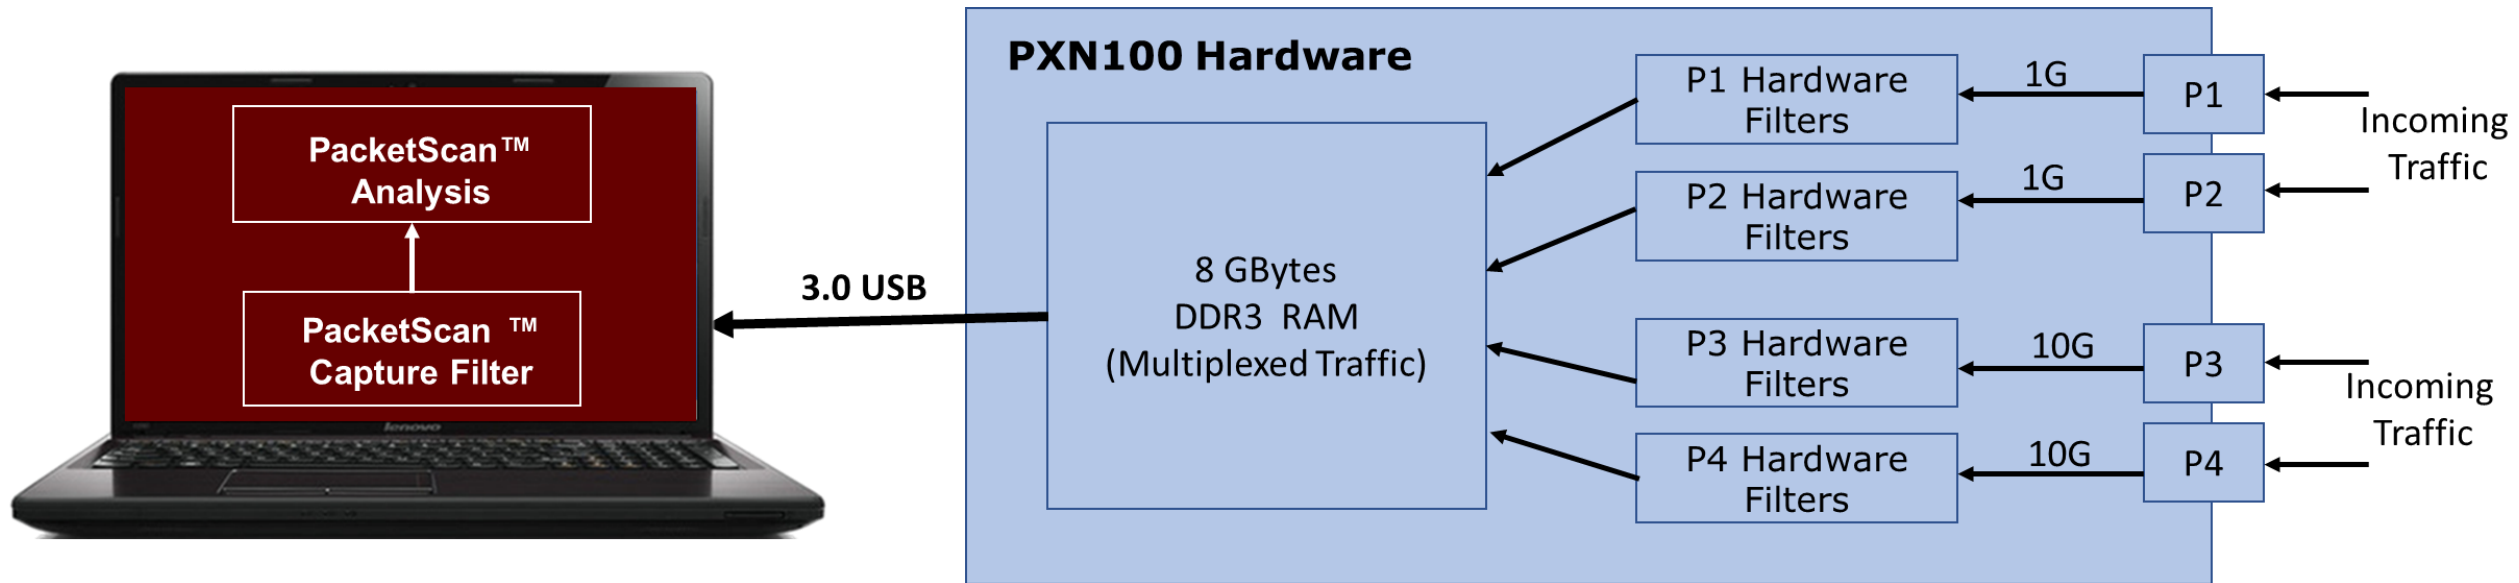 PacketScan™
Analysis
PacketScan ™
Capture Filter
lenovo
3.0 USB
PXN100 Hardware
8 GBytes
DDR3 RAM
(Multiplexed Traffic)
P1 Hardware
Filters
P2 Hardware
Filters
P3 Hardware
Filters
P4 Hardware
Filters
1G
1G
10G
10G
P1
P2
P3
P4
Incoming
Traffic
Incoming
Traffic